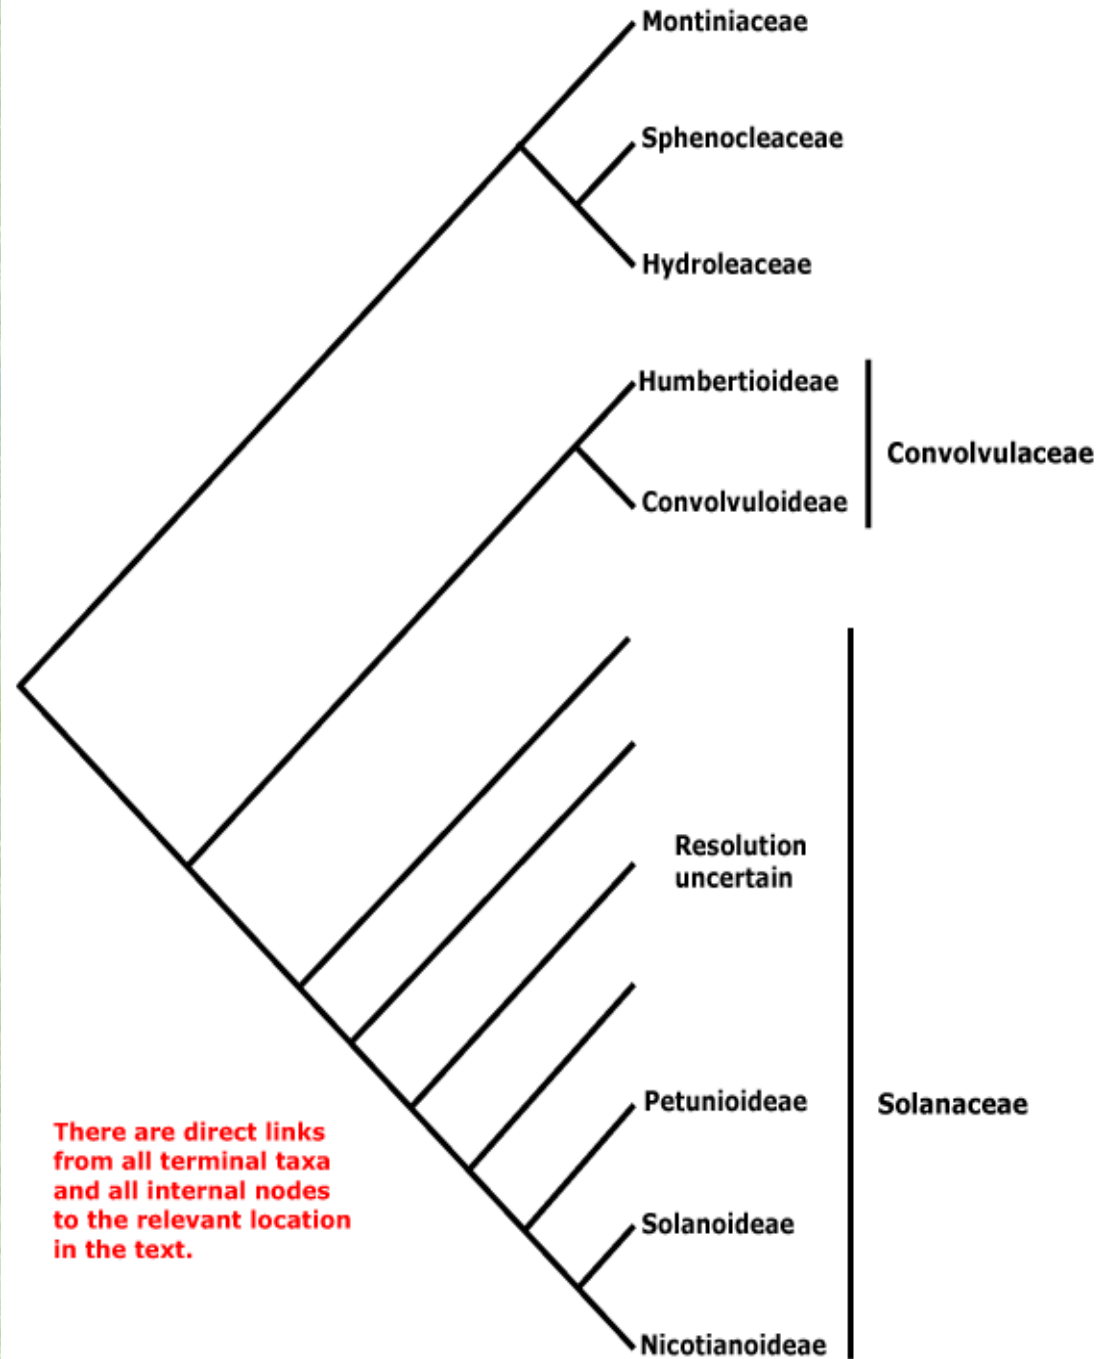 Montiniaceae
Sphenocleaceae
Hydroleaceae
Humbertioideae
Convolvulaceae
Convolvuloideae
Resolution
uncertain
Petunioideae
Solanaceae
There are direct links
from all terminal taxa
and all internal nodes
to the relevant location
in the text.
Solanoideae
Nicotianoideae